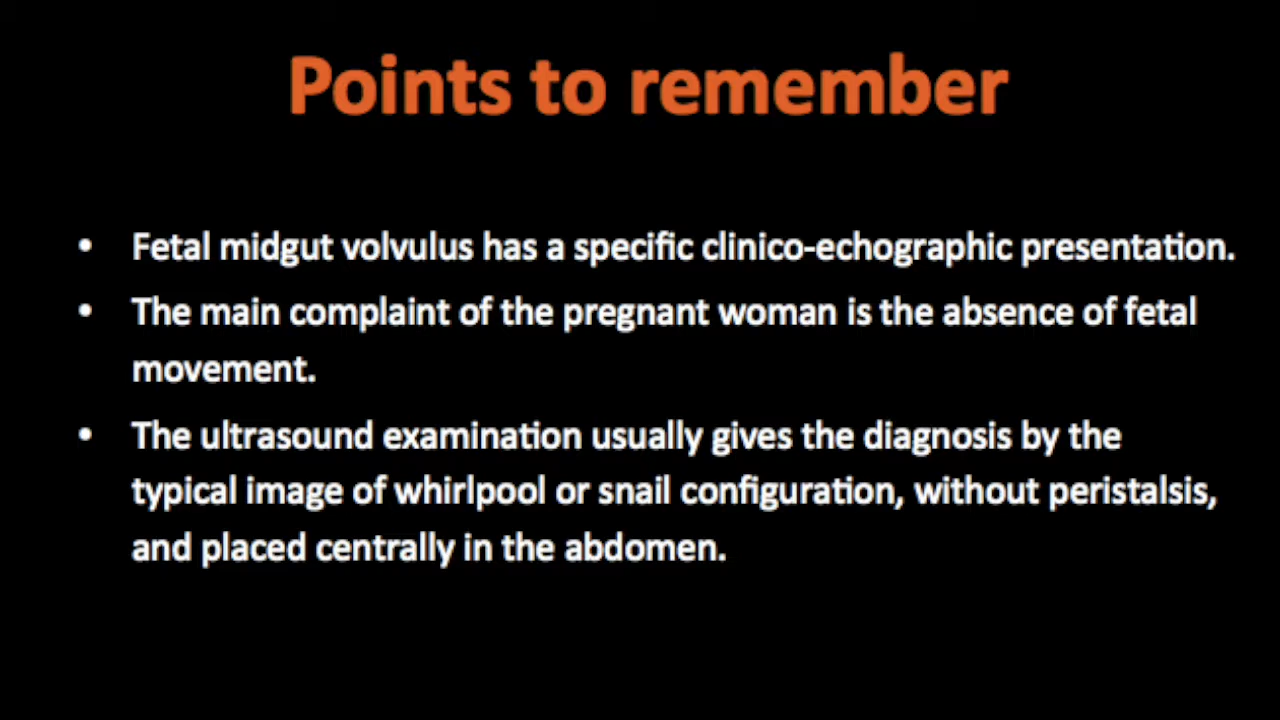 Points to remember
• Fetal midgut volvulus has a specific clinico-echographic presentation.
• The main complaint of the pregnant woman is the absence of fetal
movement.
• The ultrasound examination usually gives the diagnosis by the
typical image of whirlpool or snail configuration, without peristalsis,
and placed centrally in the abdomen.